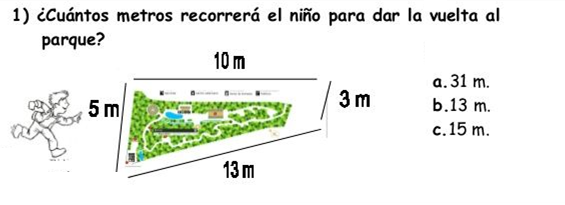 1) ¿Cuántos metros recorrerá el niño para dar la vuelta al
parque?
10 m
5 m
3 m
13 m
a. 31 m.
b. 13 m.
c. 15 m.